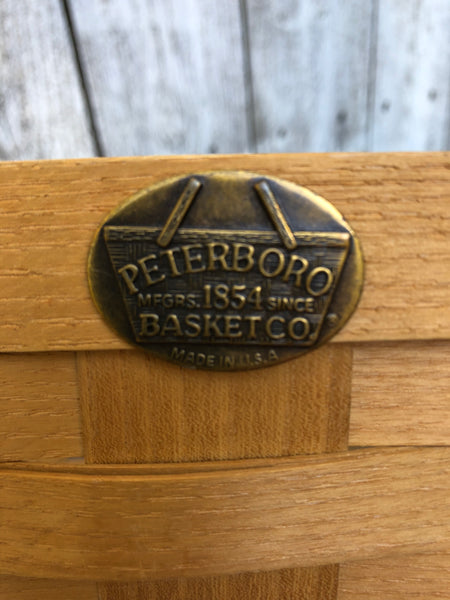 PETERBORO
MFGRS. 1854 SINCE
BASKET CO.®
MADE IN U.S.A